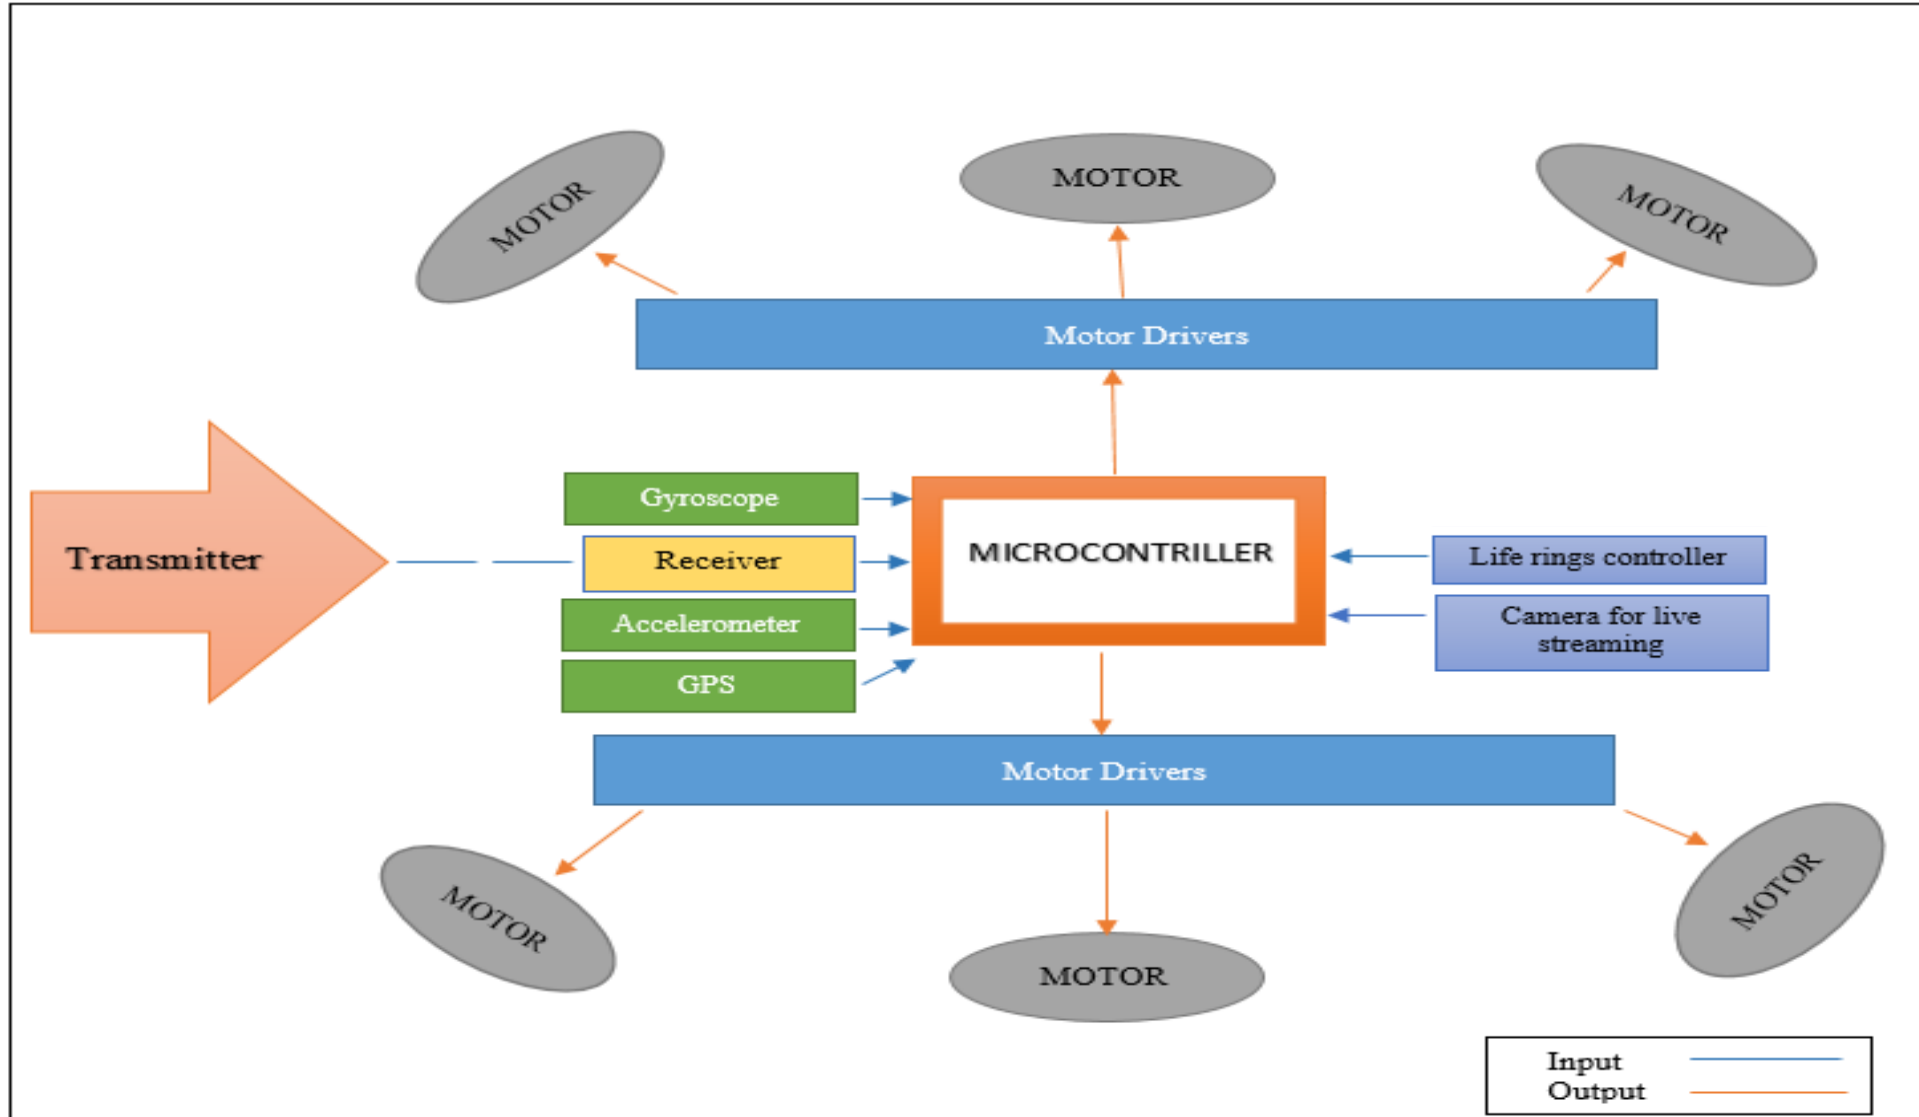 MOTOR
MOTOR
MOTOR
Motor Drivers
Gyroscope
Transmitter
Receiver
MICROCONTRILLER
Life rings controller
Accelerometer
Camera for live
streaming
GPS
Motor Drivers
MOTOR
MOTOR
MOTOR
Input
Output